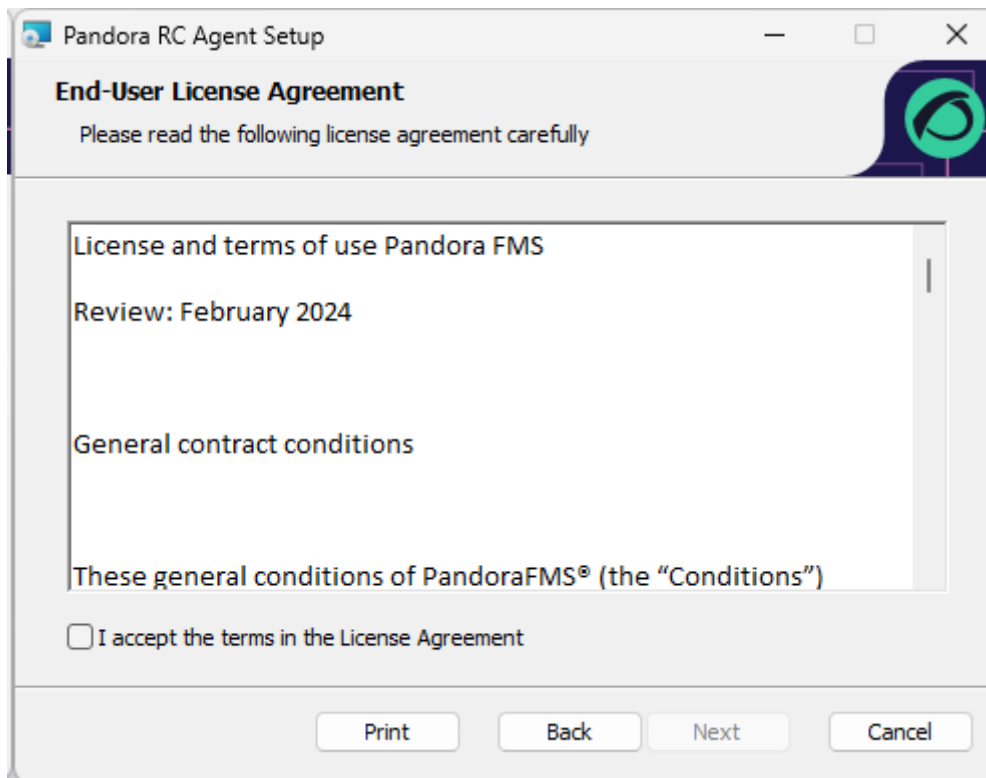 Pandora RC Agent Setup
End-User License Agreement
Please read the following license agreement carefully
License and terms of use Pandora FMS
Review: February 2024
General contract conditions
These general conditions of PandoraFMS® (the “Conditions”)
I accept the terms in the License Agreement
Print Back Next Cancel